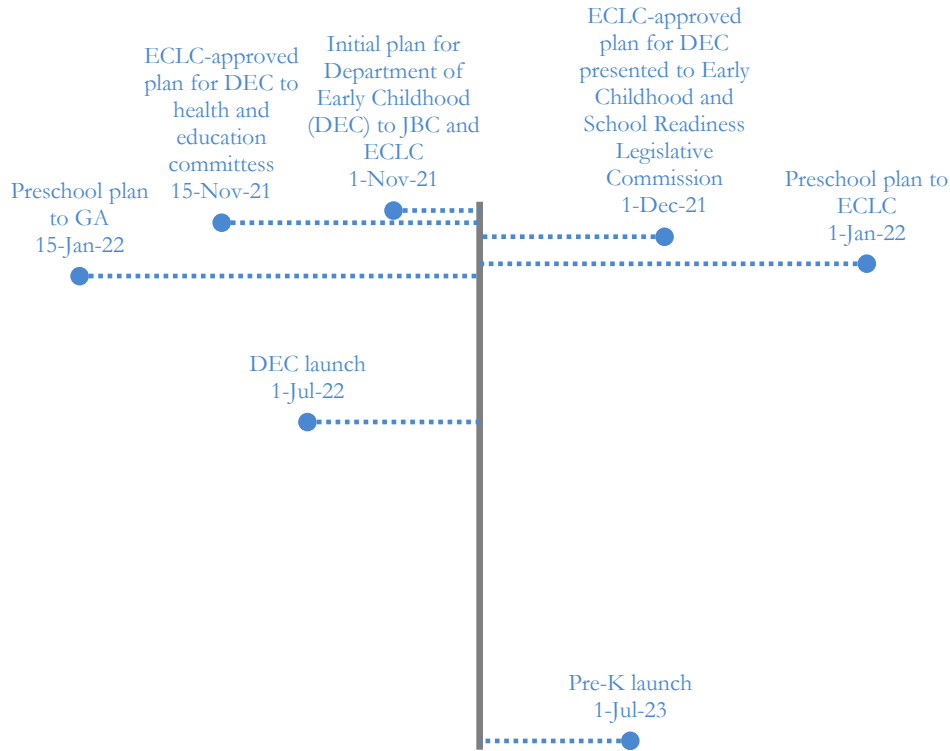 ECLC-approved
plan for DEC to
health and
education
committess
15-Nov-21
Initial plan for
Department of
Early Childhood
(DEC) to JBC and
ECLC
1-Nov-21
ECLC-approved
plan for DEC
presented to Early
Childhood and
School Readiness
Legislative
Commission
1-Dec-21
Preschool plan to
ECLC
1-Jan-22
Preschool plan
to GA
15-Jan-22
DEC launch
1-Jul-22
Pre-K launch
1-Jul-23